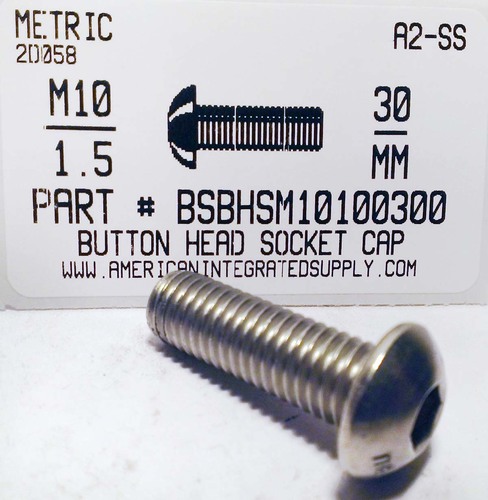 METRIC
A2-SS
2D058
M10
1.5
30
MM
PART # BSBHSM10100300
BUTTON HEAD SOCKET CAP
WWW.AMERICANINTEGRATEDSUPPLY.COM